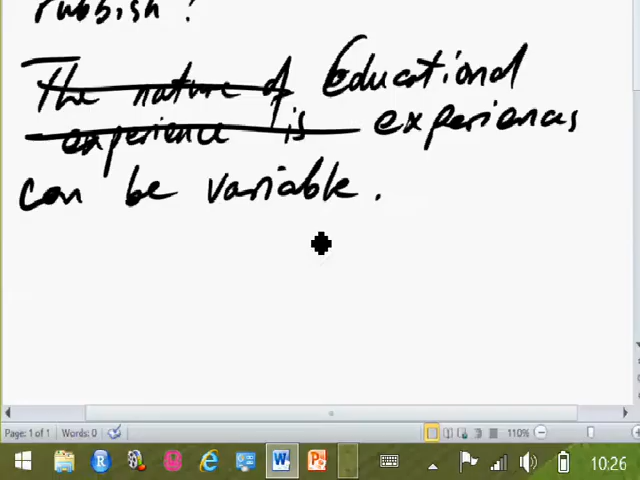 rubbish?
The nature of Educational
experience is experiences
can be variable.
Page: 1 of 1 Words: 0 110%
10:26